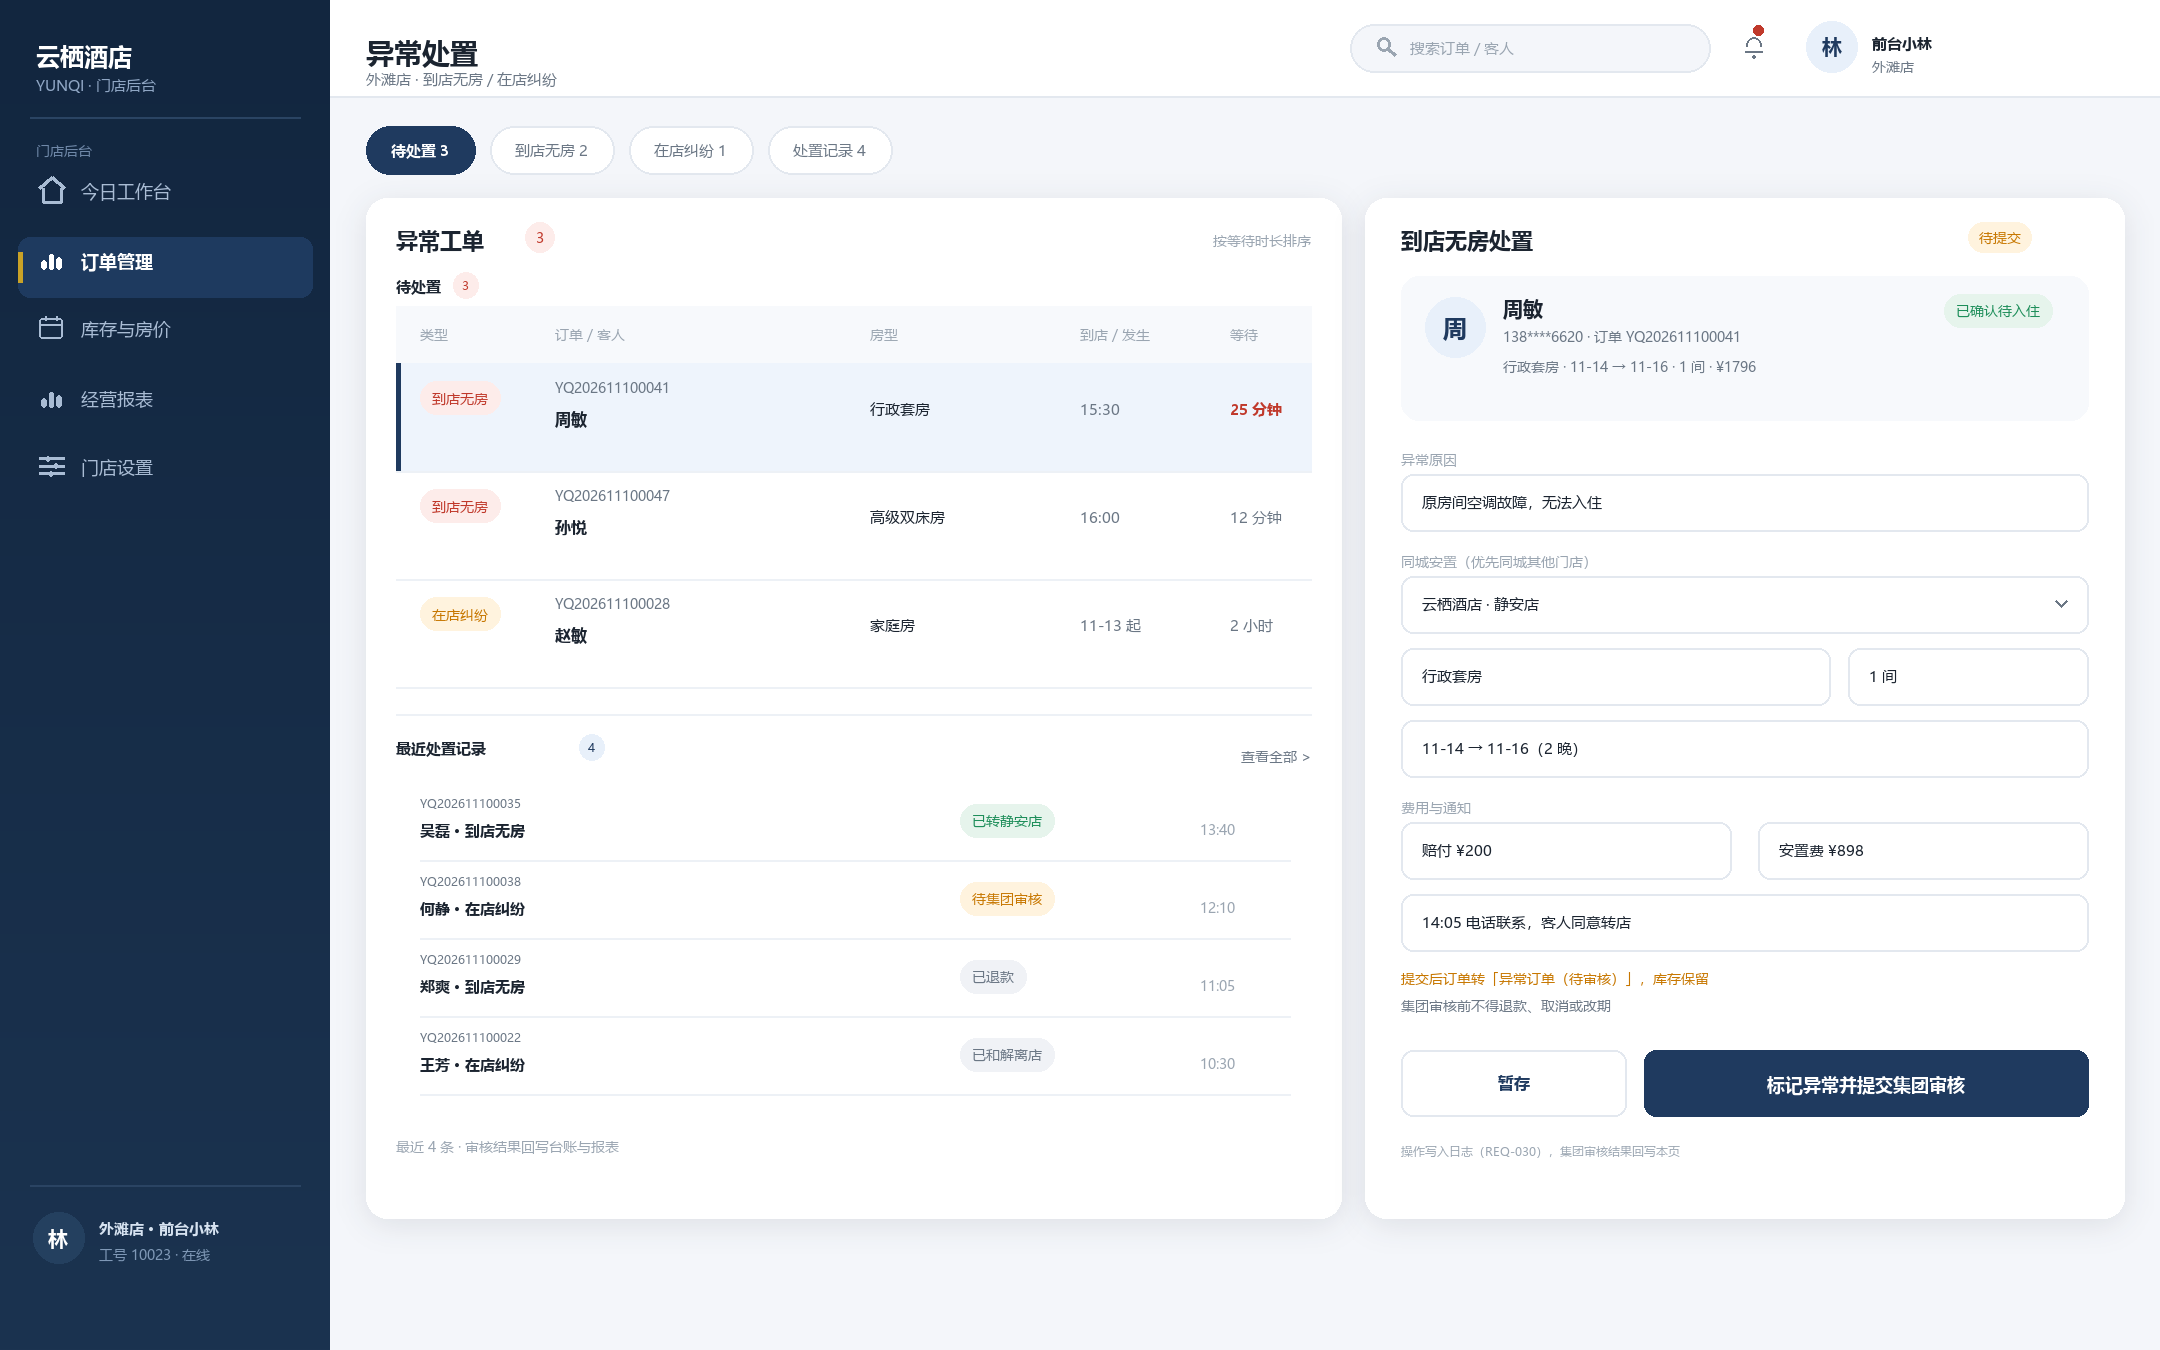 云栖酒店
YUNQI · 门店后台
门店后台
今日工作台
订单管理
库存与房价
经营报表
门店设置
林
外滩店 • 前台小林
工号 10023 · 在线
异常处置
外滩店 · 到店无房 / 在店纠纷
搜索订单 / 客人
林
前台小林
外滩店
待处置 3
到店无房 2
在店纠纷 1
处置记录 4
异常工单
3
按等待时长排序
待处置
3
类型
订单 / 客人
房型
到店 / 发生
等待
到店无房
YQ202611100041
周敏
行政套房
15:30
25 分钟
到店无房
YQ202611100047
孙悦
高级双床房
16:00
12 分钟
在店纠纷
YQ202611100028
赵敏
家庭房
11-13 起
2 小时
最近处置记录
4
查看全部 >
YQ202611100035
吴磊 • 到店无房
已转静安店
13:40
YQ202611100038
何静 • 在店纠纷
待集团审核
12:10
YQ202611100029
郑爽 • 到店无房
已退款
11:05
YQ202611100022
王芳 • 在店纠纷
已和解离店
10:30
最近 4 条 · 审核结果回写台账与报表
到店无房处置
待提交
周
周敏
已确认待入住
138****6620 · 订单 YQ202611100041
行政套房 · 11-14 → 11-16 · 1 间 · ¥1796
异常原因
原房间空调故障，无法入住
同城安置（优先同城其他门店）
云栖酒店 · 静安店
行政套房
1 间
11-14 → 11-16（2 晚）
费用与通知
赔付 ¥200
安置费 ¥898
14:05 电话联系，客人同意转店
提交后订单转「异常订单（待审核）」，库存保留
集团审核前不得退款、取消或改期
暂存
标记异常并提交集团审核
操作写入日志（REQ-030），集团审核结果回写本页